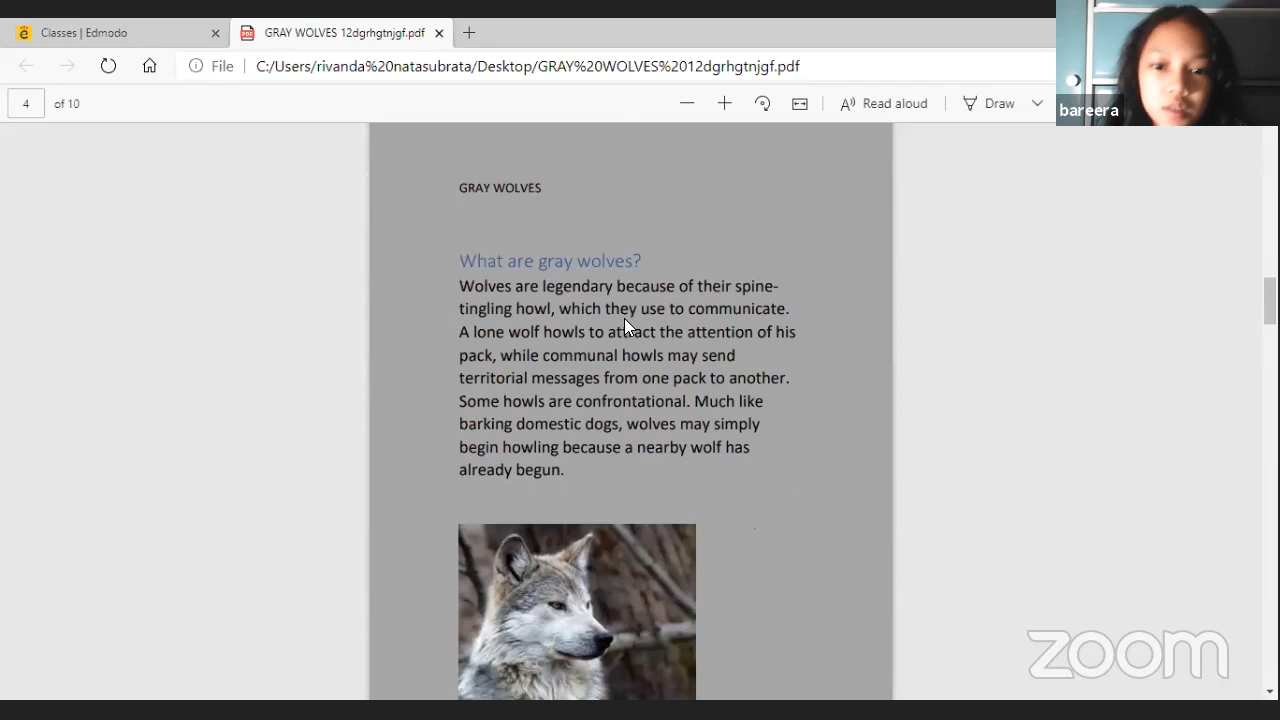 Classes | Edmodo
GRAY WOLVES 12dgrhgtnjgf.pdf
File
C:/Users/rivanda%20natasubrata/Desktop/GRAY%20WOLVES%2012dgrhgtnjgf.pdf
4 of 10
Read aloud
Draw
bareera
GRAY WOLVES
What are gray wolves?
Wolves are legendary because of their spine-
tingling howl, which they use to communicate.
A lone wolf howls to attract the attention of his
pack, while communal howls may send
territorial messages from one pack to another.
Some howls are confrontational. Much like
barking domestic dogs, wolves may simply
begin howling because a nearby wolf has
already begun.
zoom